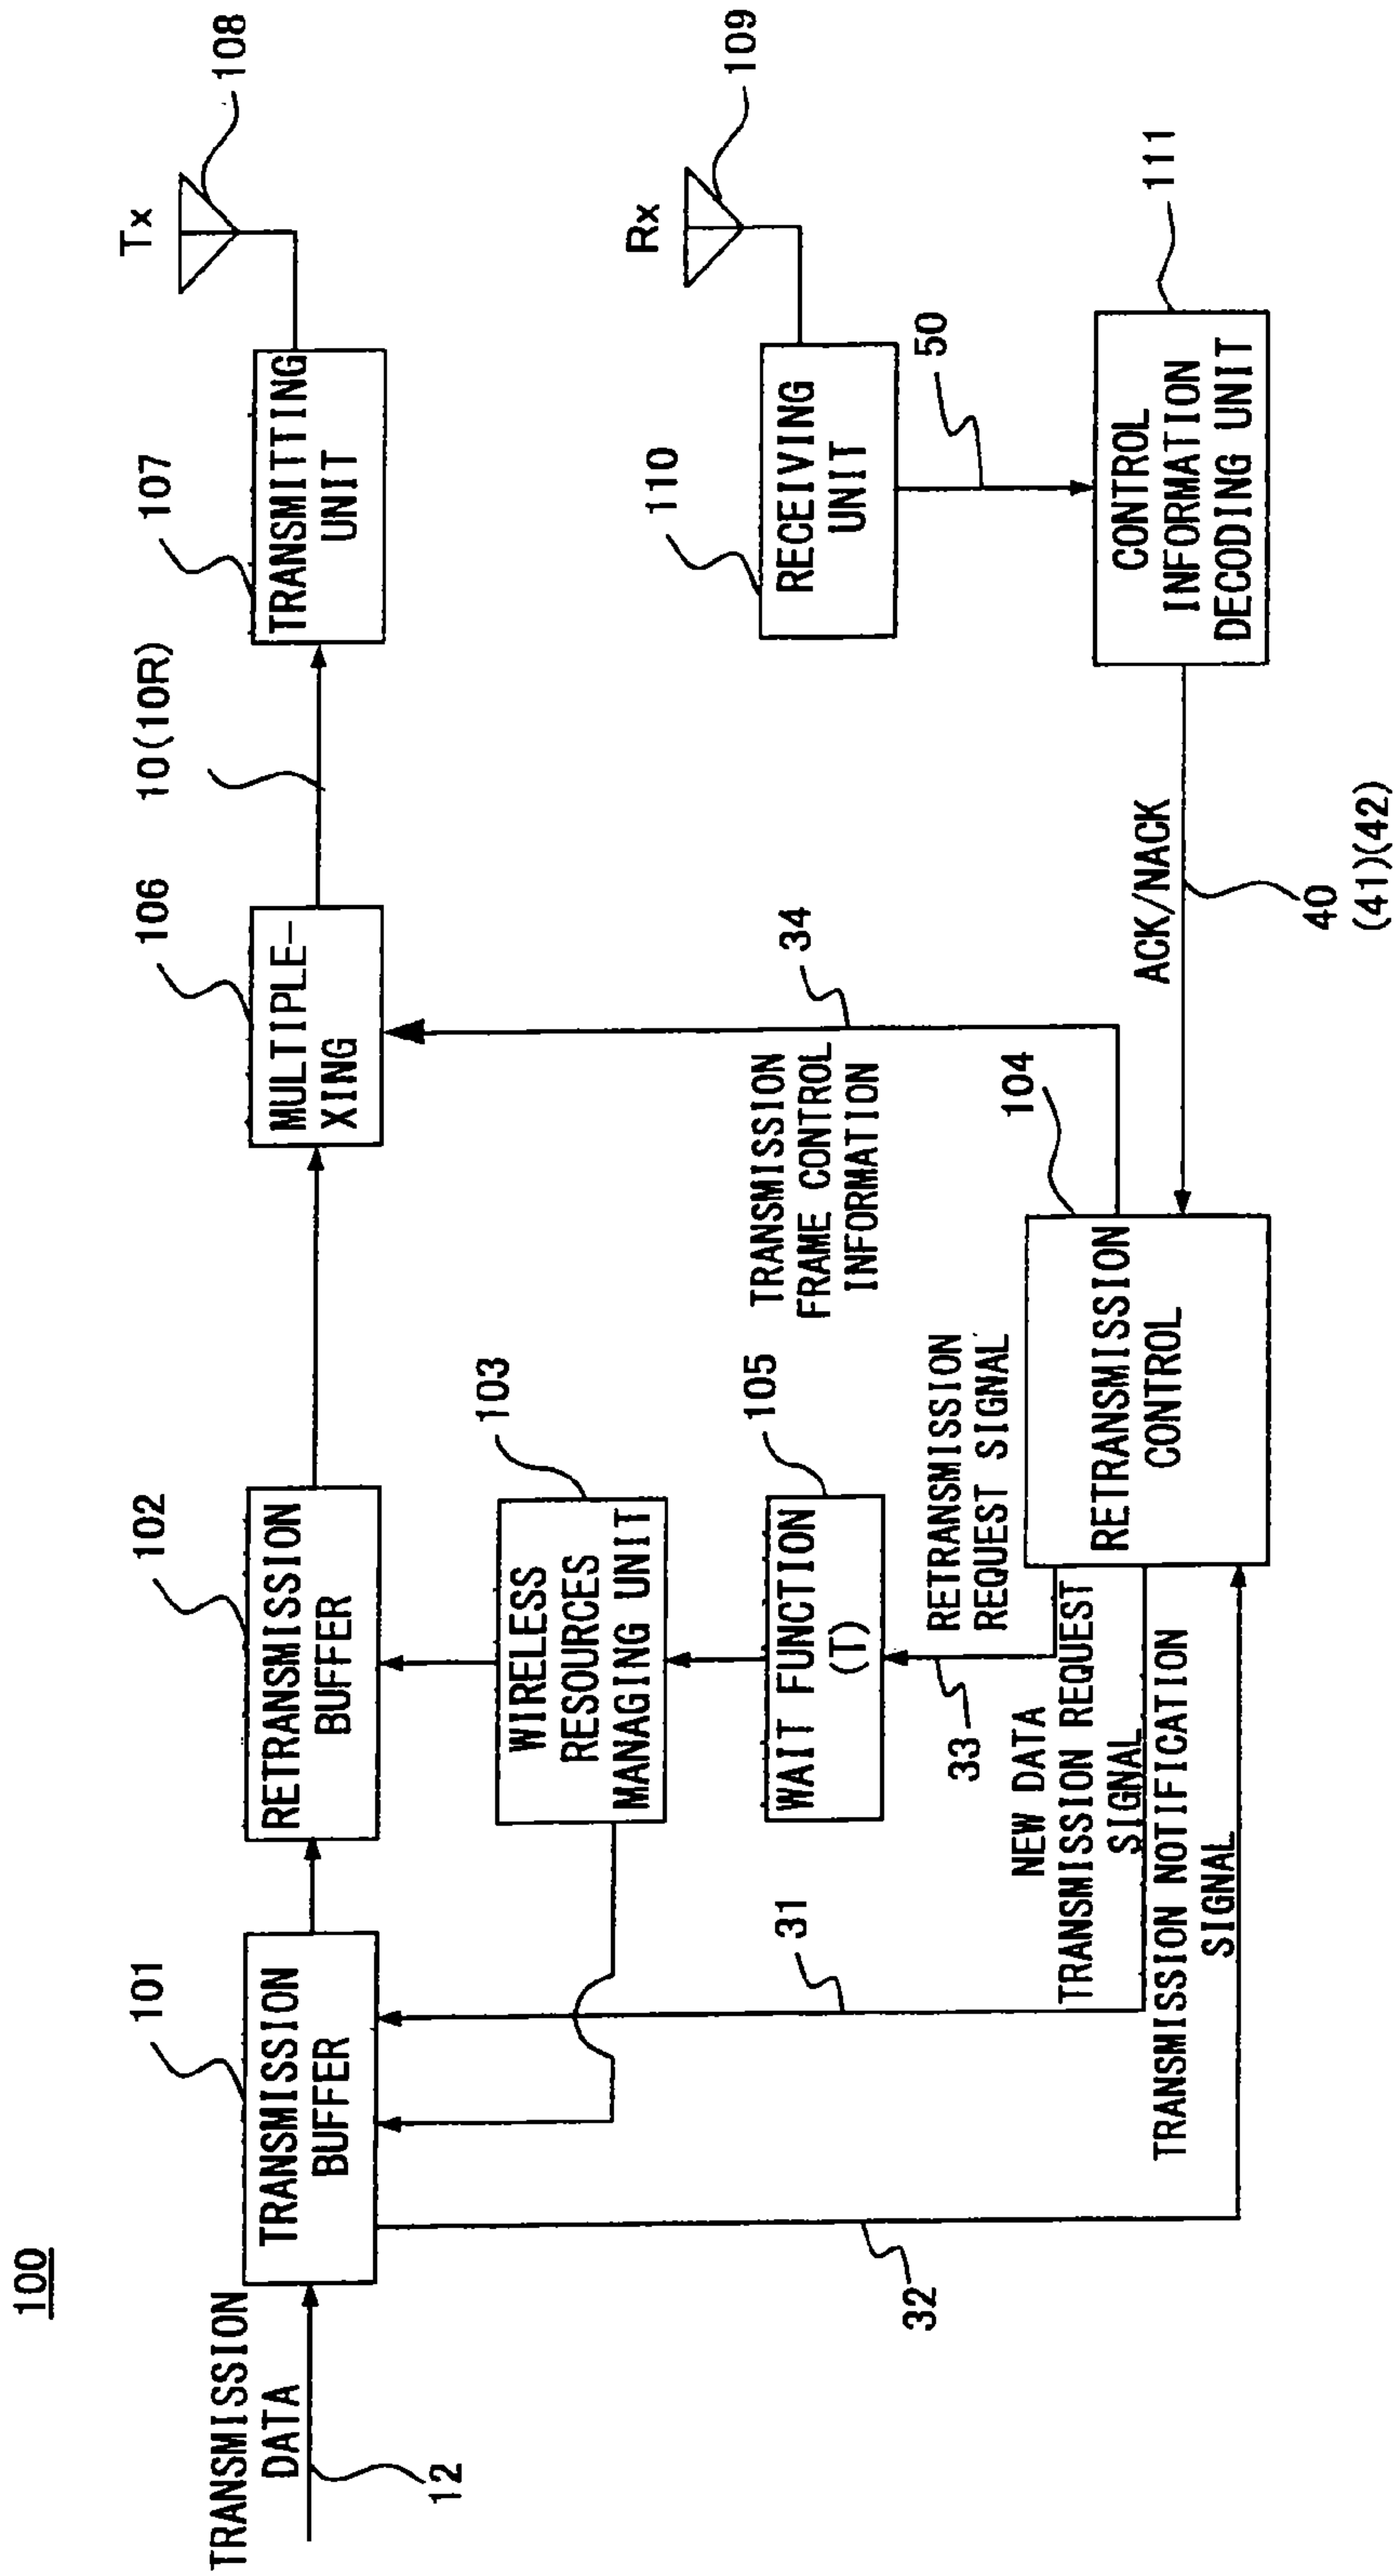 100
TRANSMISSION
DATA
12
101
TRANSMISSION
BUFFER
102
RETRANSMISSION
BUFFER
106
MULTIPLE-
XING
10(10R)
107
TRANSMITTING
UNIT
Tx
108
103
WIRELESS
RESOURCES
MANAGING UNIT
105
WAIT FUNCTION
(T)
33
RETRANSMISSION
REQUEST SIGNAL
31
NEW DATA
TRANSMISSION REQUEST
SIGNAL
32
TRANSMISSION NOTIFICATION
SIGNAL
104
RETRANSMISSION
CONTROL
34
TRANSMISSION
FRAME CONTROL
INFORMATION
ACK/NACK
40
(41)(42)
Rx
109
110
RECEIVING
UNIT
50
111
CONTROL
INFORMATION
DECODING UNIT